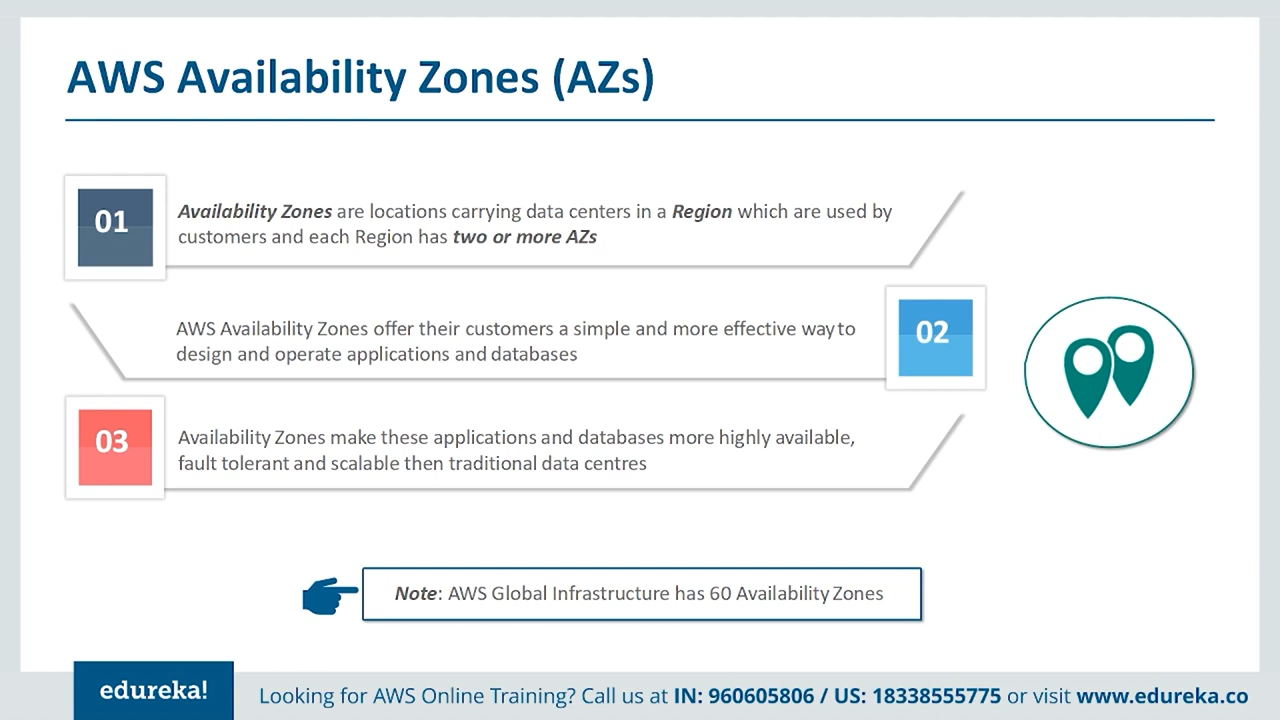 AWS Availability Zones (AZs)
01
Availability Zones are locations carrying data centers in a Region which are used by
customers and each Region has two or more AZs
AWS Availability Zones offer their customers a simple and more effective way to
design and operate applications and databases
02
03
Availability Zones make these applications and databases more highly available,
fault tolerant and scalable then traditional data centres
Note: AWS Global Infrastructure has 60 Availability Zones
edureka!
Looking for AWS Online Training? Call us at IN: 960605806 / US: 18338555775 or visit www.edureka.co